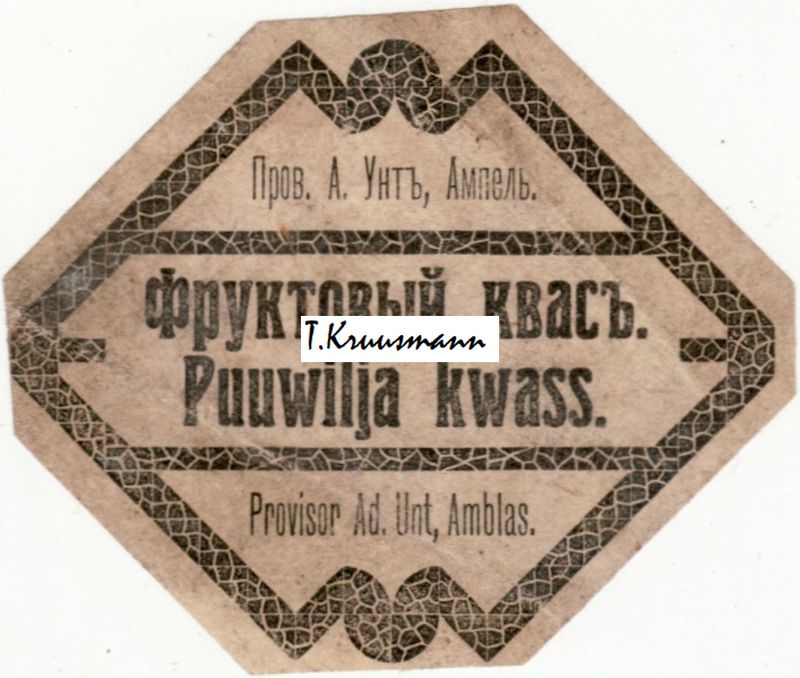 Пров. А. Унтъ, Ампель.
Фруктовый квасъ.
T.Kruusmann
Puuwilja kwass.
Provisor Ad. Unt, Amblas.